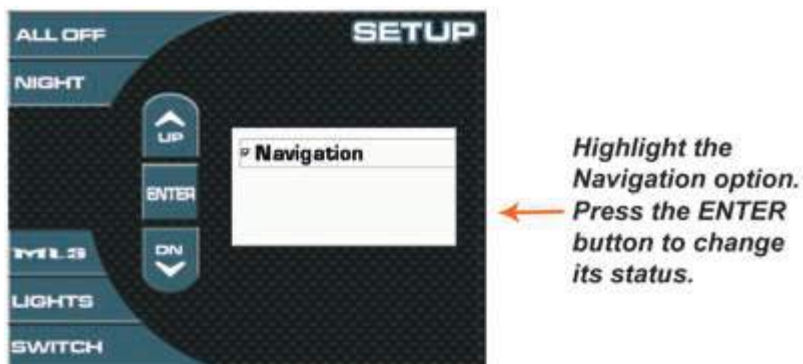 ALL OFF
SETUP
NIGHT
UP
Navigation
ENTER
DN
MLS
LIGHTS
SWITCH
Highlight the
Navigation option.
Press the ENTER
button to change
its status.